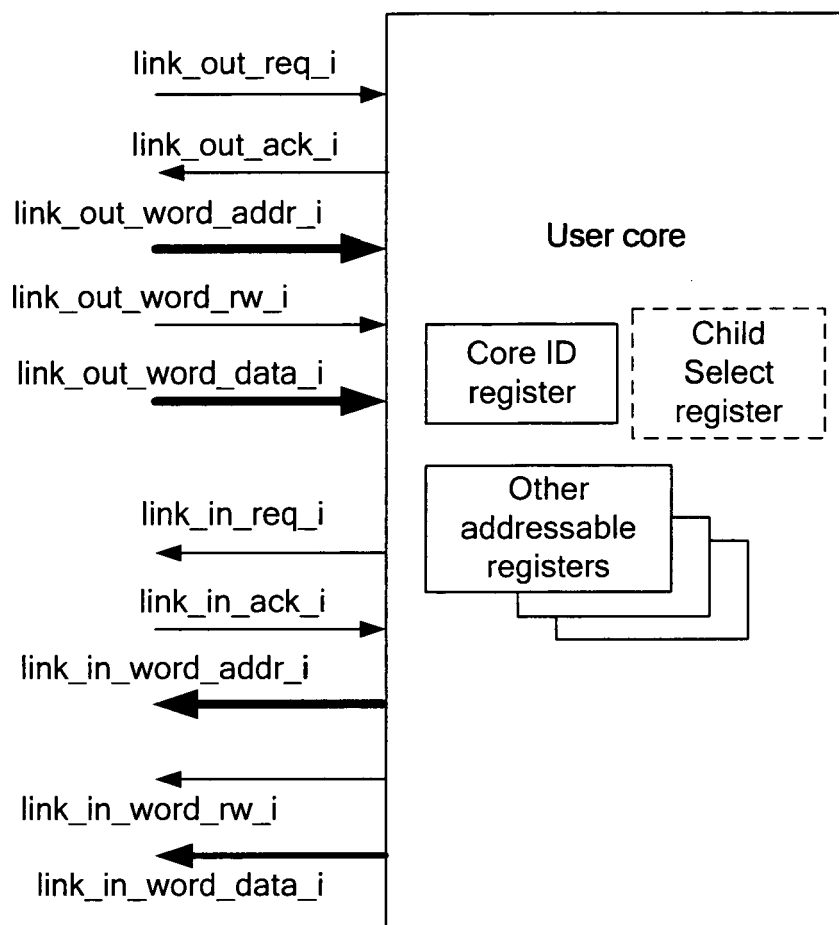 link_out_req_i
link_out_ack_i
link_out_word_addr_i
link_out_word_rw_i
link_out_word_data_i
link_in_req_i
link_in_ack_i
link_in_word_addr_i
link_in_word_rw_i
link_in_word_data_i
User core
Core ID
register
Child
Select
register
Other
addressable
registers